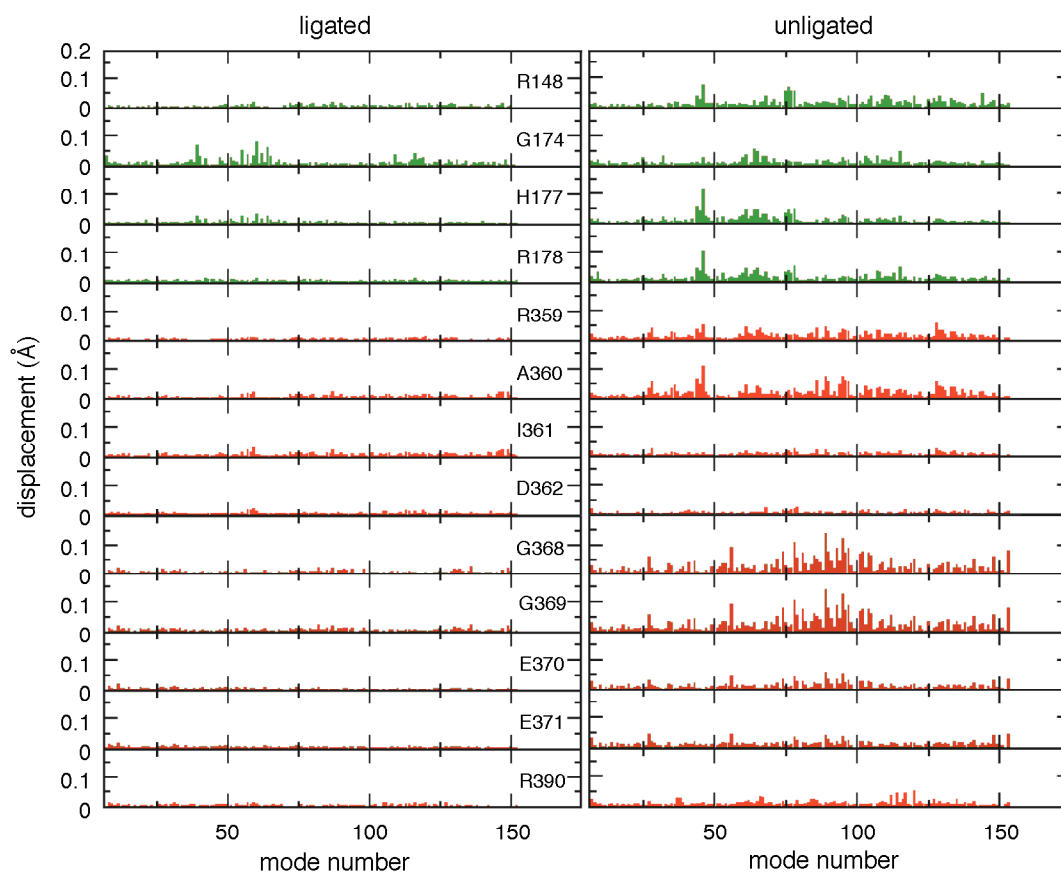 ligated unligated
0.2
0.1 R148
0
0.1 G174
0.1 H177
0
0.1 R178
0
0.1 R359
0
0.1 A360
0
0.1 I361
0
0.1 D362
0
0.1 G368
0
0.1 G369
0
0.1 E370
0
0.1 E371
0
0.1 R390
0
displacement (Å)
50 100 150 50 100 150
mode number mode number